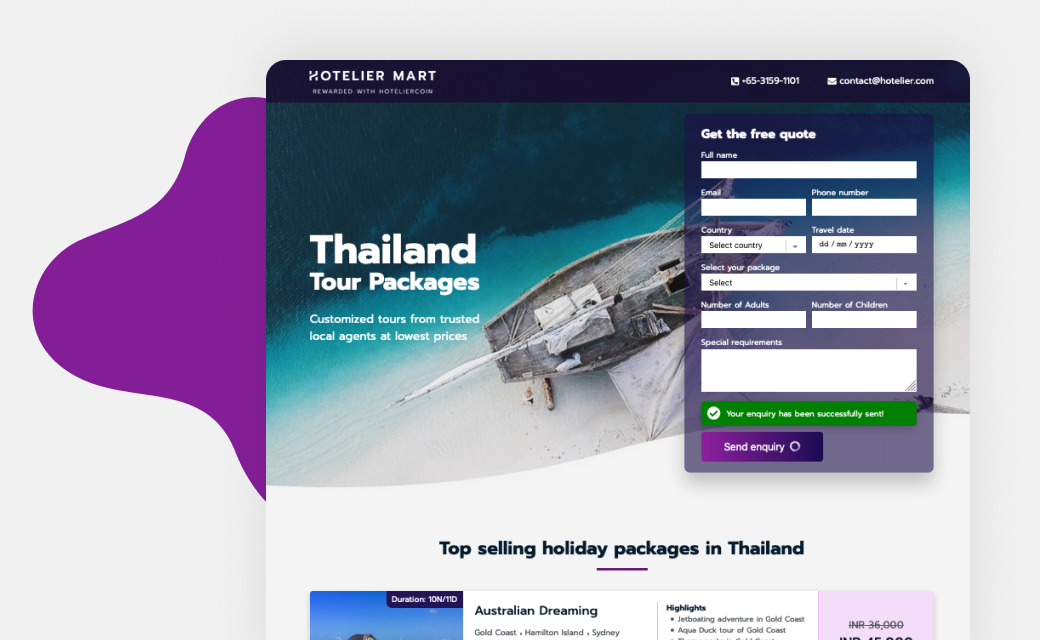 HOTELIER MART
REWARDED WITH HOTELIERCOIN
+65-3159-1101
contact@hotelier.com
Thailand
Tour Packages
Customized tours from trusted
local agents at lowest prices
Get the free quote
Full name
Email
Phone number
Country
Travel date
Select country
dd / mm / yyyy
Select your package
Select
Number of Adults
Number of Children
Special requirements
Your enquiry has been successfully sent!
Send enquiry
Top selling holiday packages in Thailand
Duration: 10N/11D
Australian Dreaming
Gold Coast • Hamilton Island • Sydney
Highlights
• Jetboating adventure in Gold Coast
• Aqua Duck tour of Gold Coast
INR 36,000